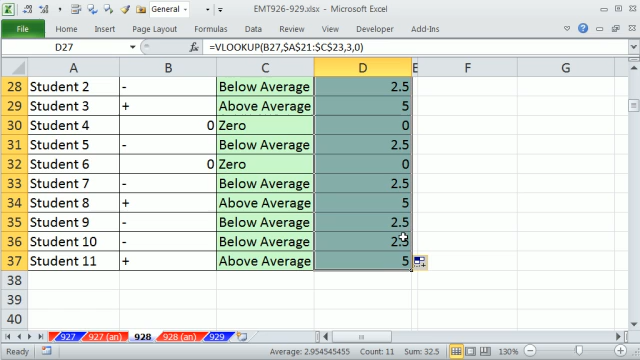 General
EMT926-929.xlsx - Microsoft Excel
File Home Insert Page Layout Formulas Data Review View Developer Add-Ins
D27 fx =VLOOKUP(B27,$A$21:$C$23,3,0)
A B C D E F G
28 Student 2 - Below Average 2.5
29 Student 3 + Above Average 5
30 Student 4 0 Zero 0
31 Student 5 - Below Average 2.5
32 Student 6 0 Zero 0
33 Student 7 - Below Average 2.5
34 Student 8 + Above Average 5
35 Student 9 - Below Average 2.5
36 Student 10 - Below Average 2.5
37 Student 11 + Above Average 5
38
39
40
927 927 (an) 928 928 (an) 929
Ready Average: 2.954545455 Count: 11 Sum: 32.5 130%